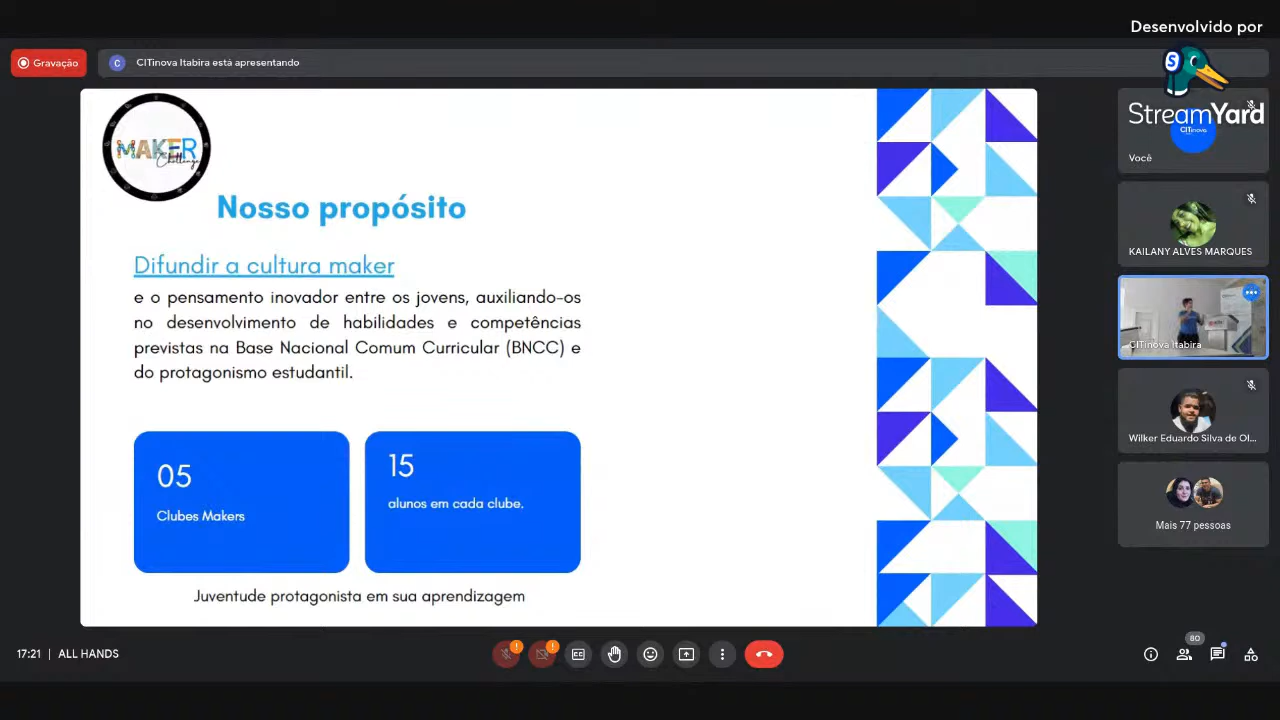 Desenvolvido por
StreamYard
Gravação
C
CITinova Itabira está apresentando
MAKER
Challenge
Nosso propósito
Difundir a cultura maker
e o pensamento inovador entre os jovens, auxiliando-os
no desenvolvimento de habilidades e competências
previstas na Base Nacional Comum Curricular (BNCC) e
do protagonismo estudantil.
05
Clubes Makers
15
alunos em cada clube.
Juventude protagonista em sua aprendizagem
S
CITinova
Você
KAILANY ALVES MARQUES
CITinova Itabira
Wilker Eduardo Silva de Ol...
Mais 77 pessoas
17:21 | ALL HANDS
CC
80